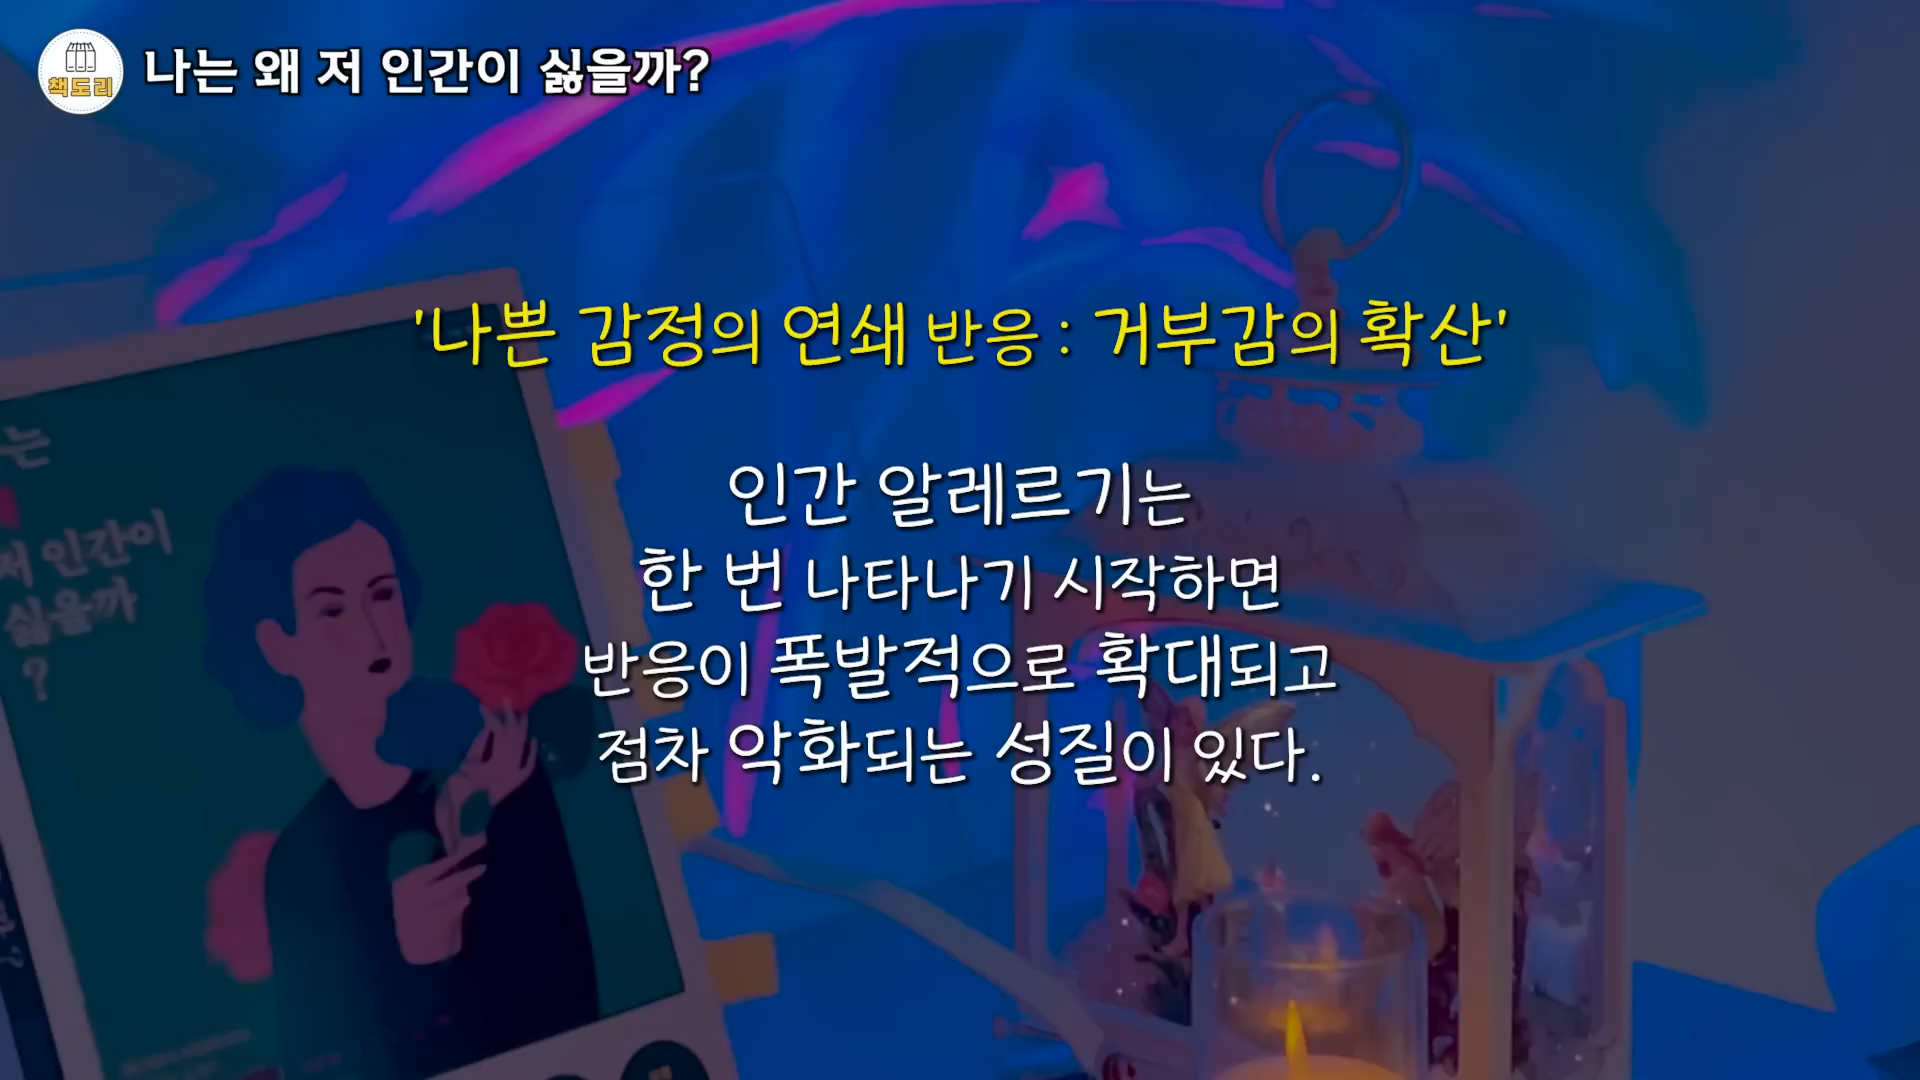 책도리
나는 왜 저 인간이 싫을까?
'나쁜 감정의 연쇄 반응 : 거부감의 확산'
인간 알레르기는
한 번 나타나기 시작하면
반응이 폭발적으로 확대되고
점차 악화되는 성질이 있다.
는
저 인간이
싫을까
?